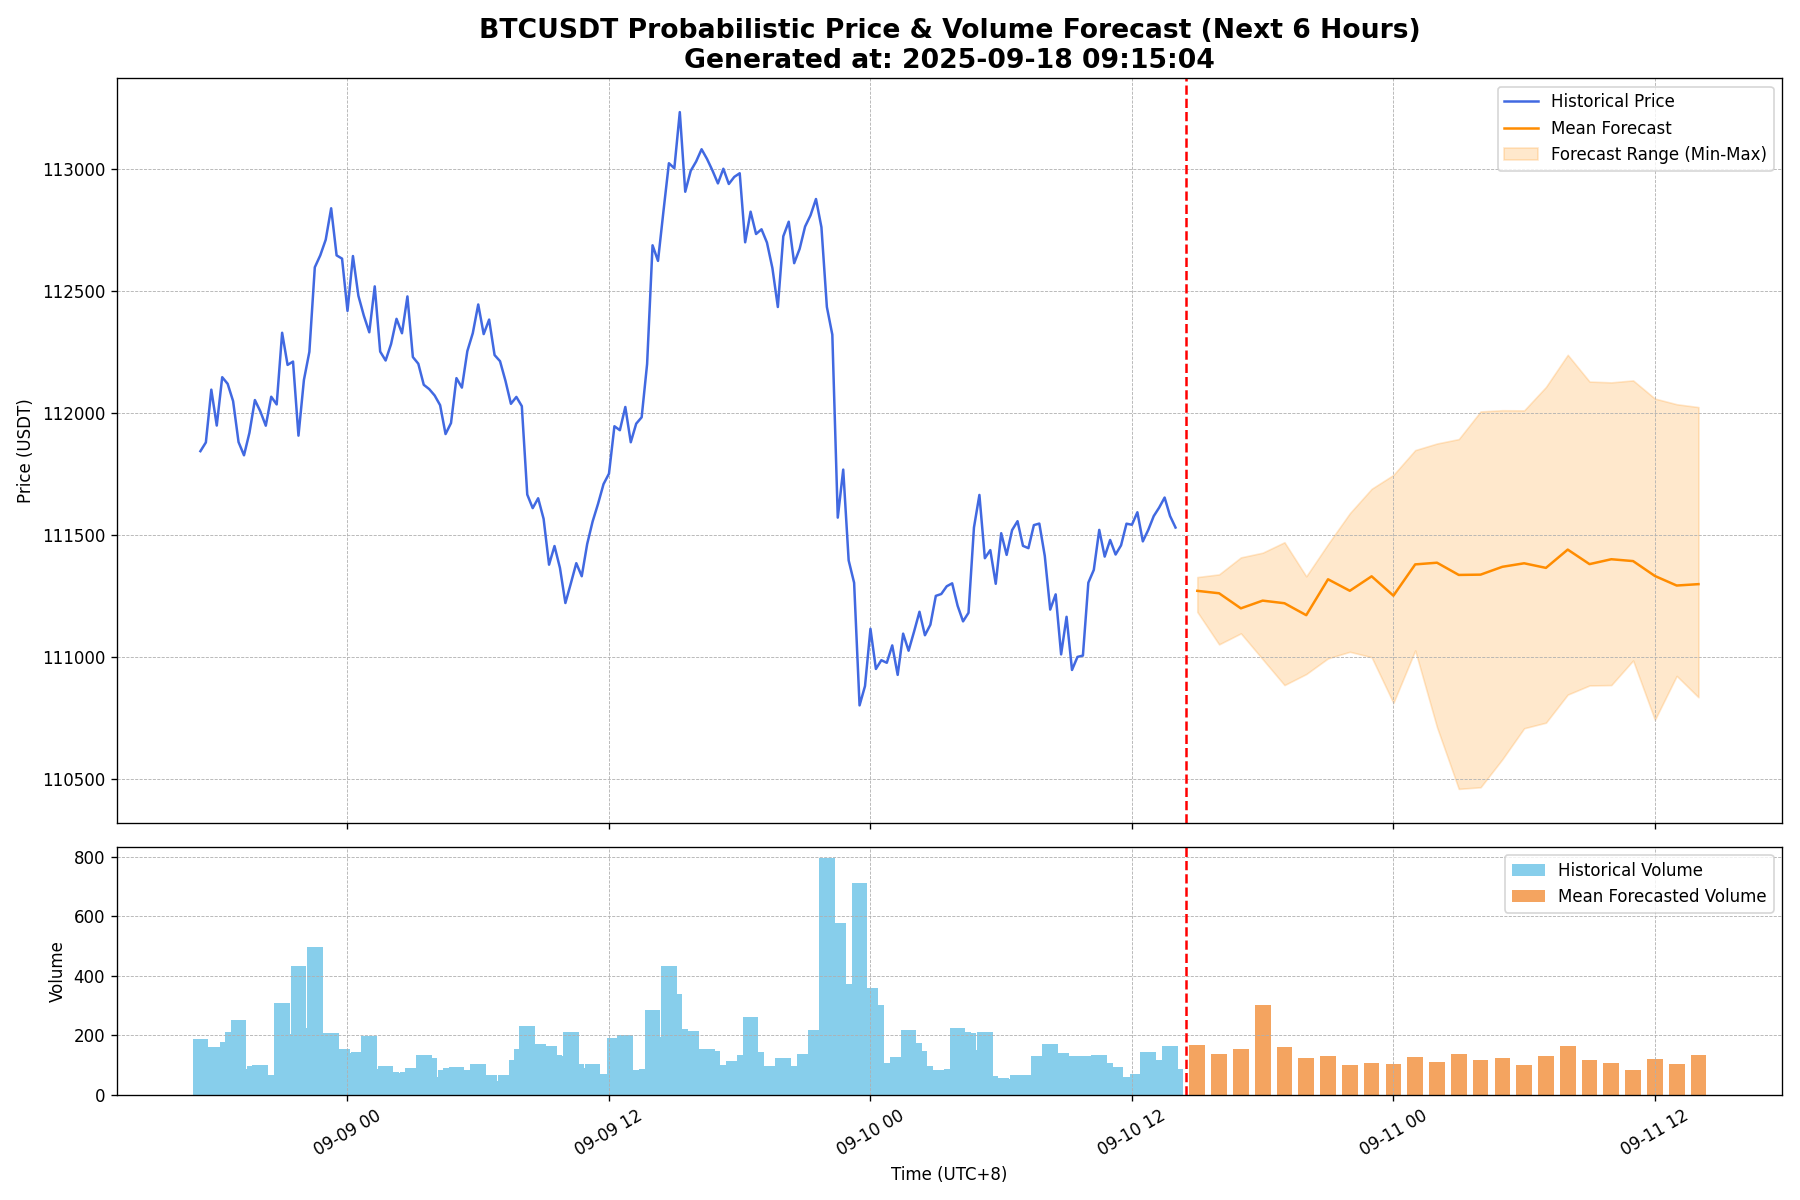 BTCUSDT Probabilistic Price & Volume Forecast (Next 6 Hours)
Generated at: 2025-09-18 09:15:04
Historical Price
Mean Forecast
Forecast Range (Min-Max)
Price (USDT)
113000
112500
112000
111500
111000
110500
Historical Volume
Mean Forecasted Volume
Volume
800
600
400
200
0
09-09 00
09-09 12
09-10 00
09-10 12
09-11 00
09-11 12
Time (UTC+8)